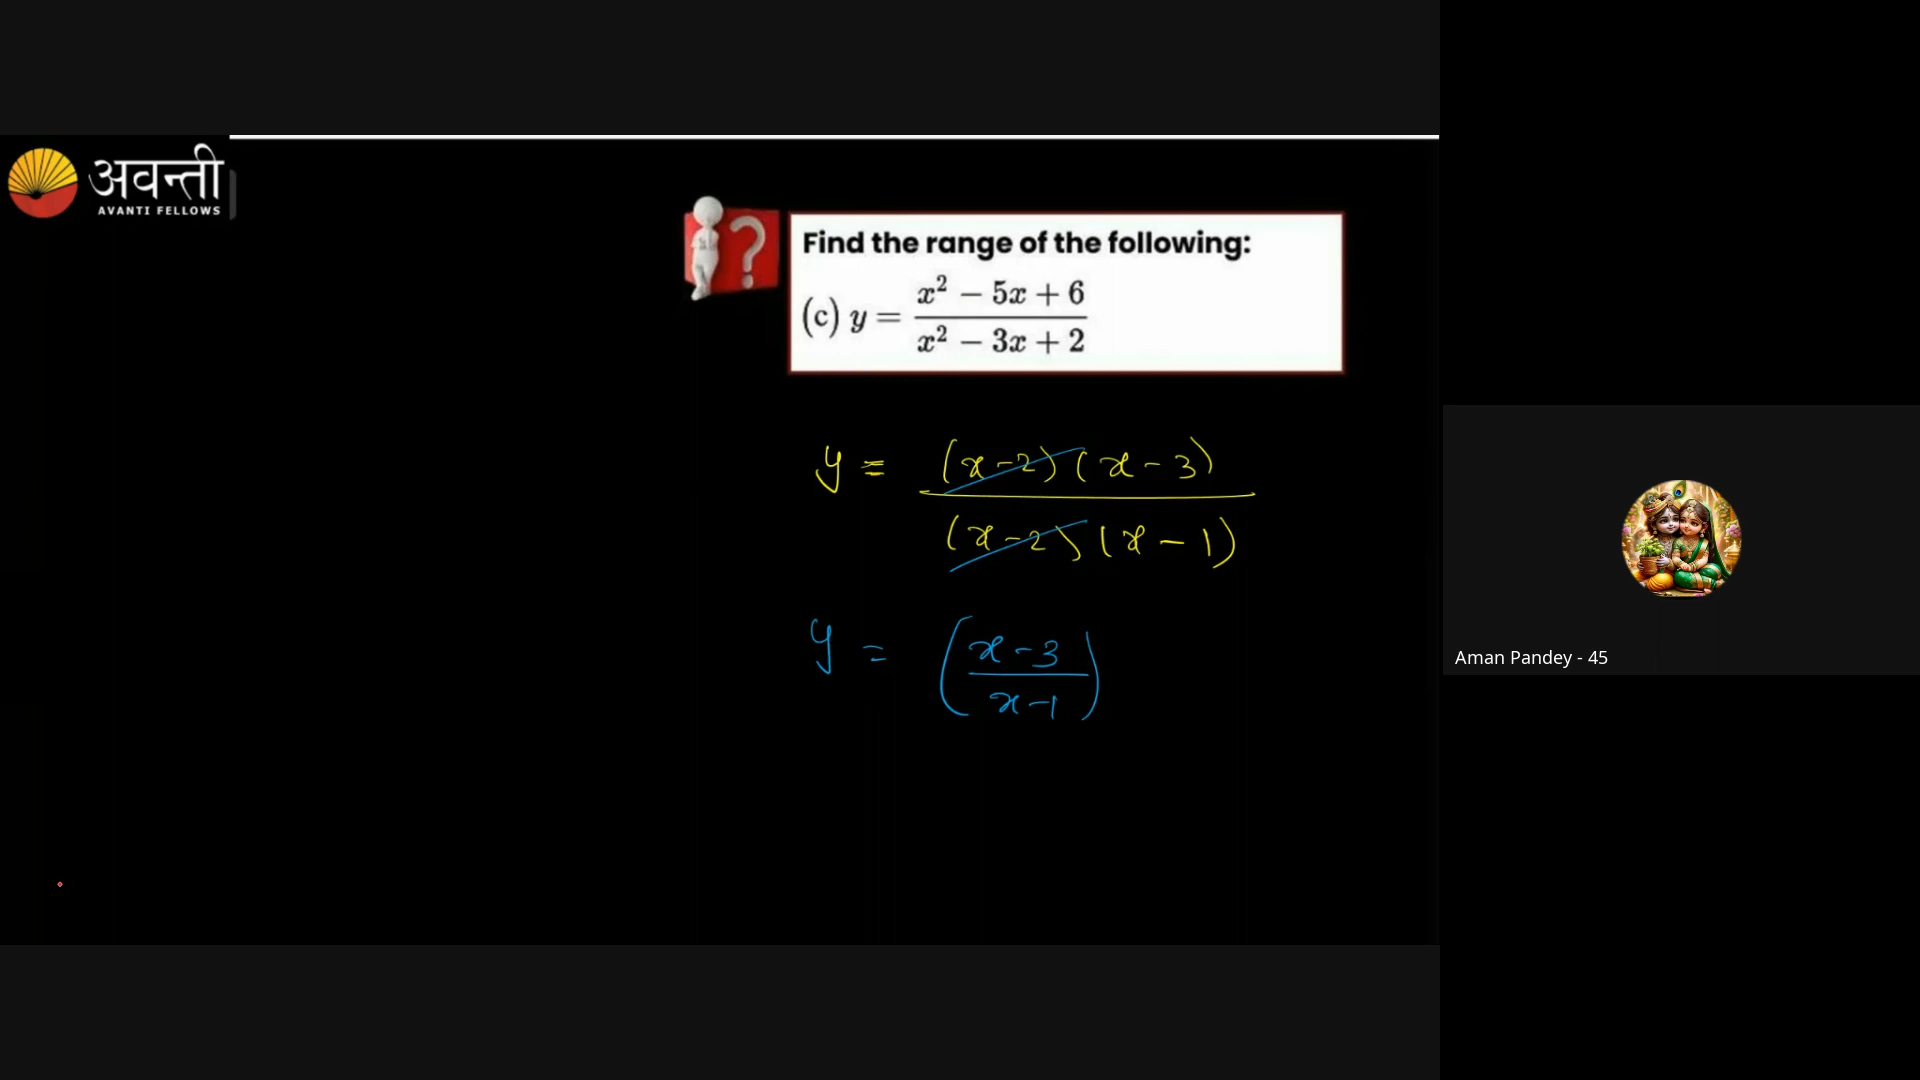 अवन्ती
AVANTI FELLOWS
?
Find the range of the following:
(c) y = (x² − 5x + 6) / (x² − 3x + 2)
y = (x-2)(x-3) / (x-2)(x-1)
y = (x-3 / x-1)
Aman Pandey - 45